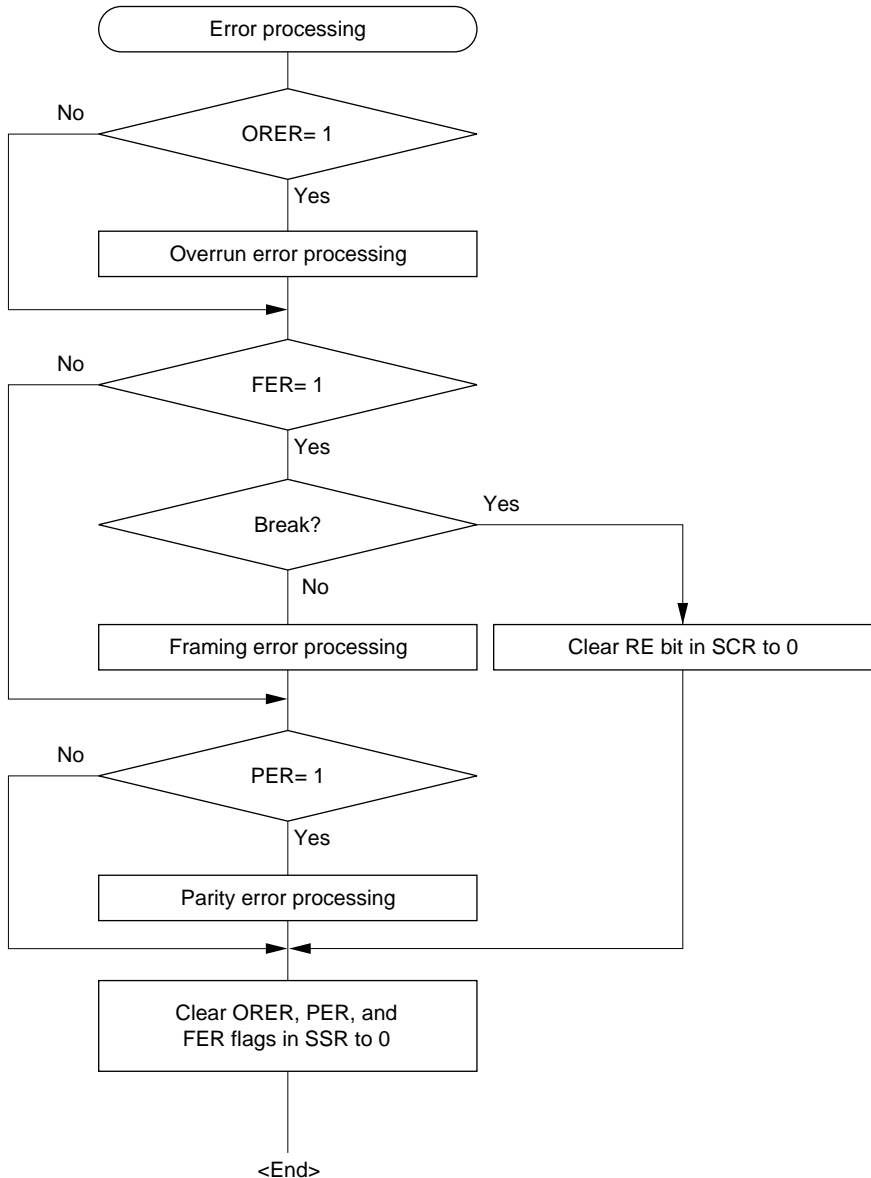 Error processing
No
ORER= 1
Yes
Overrun error processing
No
FER= 1
Yes
Break?
Yes
No
Framing error processing
Clear RE bit in SCR to 0
No
PER= 1
Yes
Parity error processing
Clear ORER, PER, and
FER flags in SSR to 0
<End>